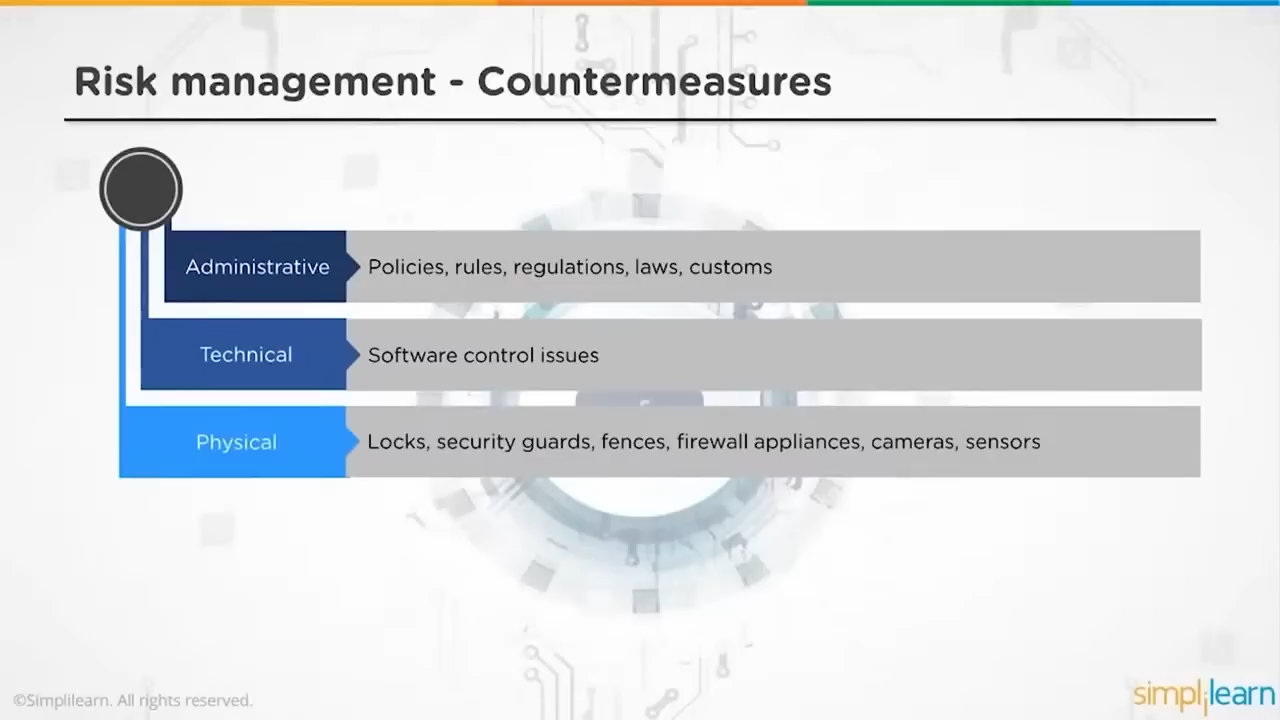 Risk management - Countermeasures
Administrative
Policies, rules, regulations, laws, customs
Technical
Software control issues
Physical
Locks, security guards, fences, firewall appliances, cameras, sensors
©Simplilearn. All rights reserved.
simplilearn